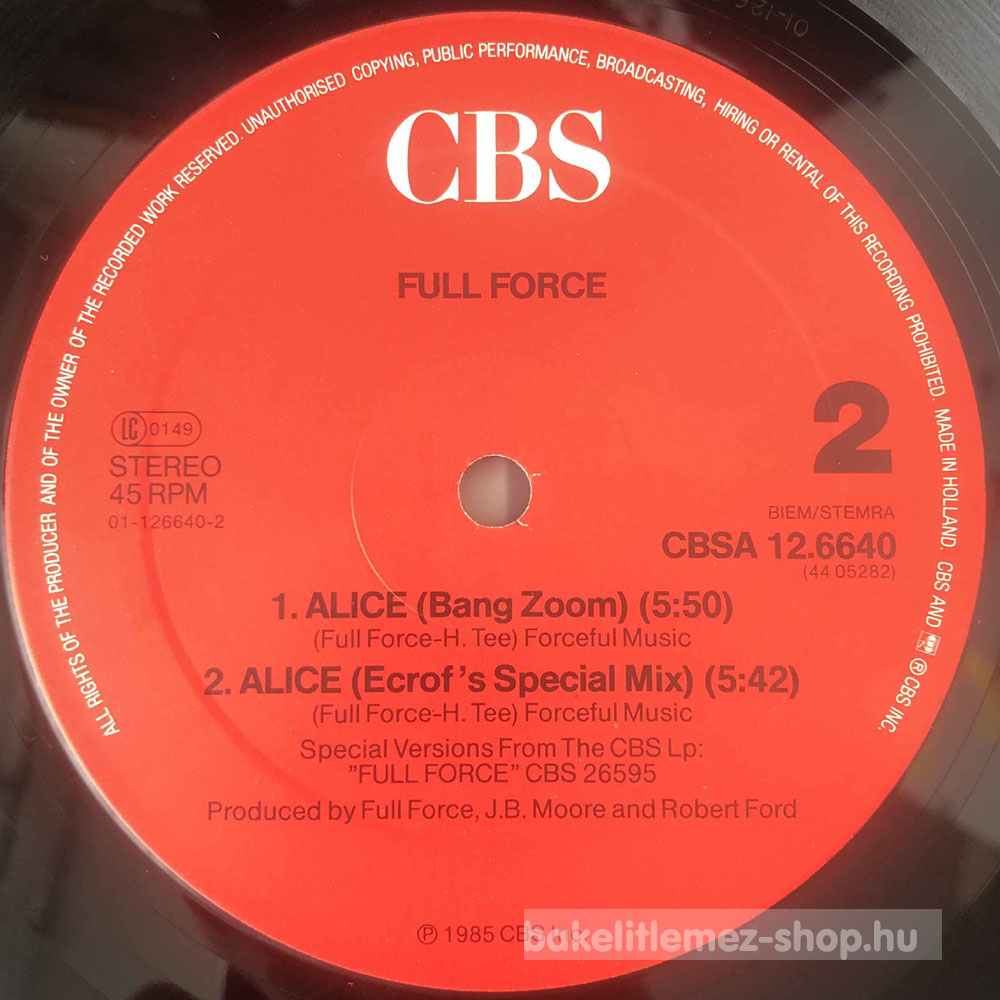 ALL RIGHTS OF THE PRODUCER AND OF THE OWNER OF THE RECORDED WORK RESERVED. UNAUTHORISED COPYING, PUBLIC PERFORMANCE, BROADCASTING, HIRING OR RENTAL OF THIS RECORDING PROHIBITED. MADE IN HOLLAND. CBS AND ℗ CBS INC.
CBS
FULL FORCE
LC 0149
STEREO
45 RPM
01-126640-2
2
BIEM/STEMRA
CBSA 12.6640
(44 05282)
1. ALICE (Bang Zoom) (5:50)
(Full Force-H. Tee) Forceful Music
2. ALICE (Ecrof's Special Mix) (5:42)
(Full Force-H. Tee) Forceful Music
Special Versions From The CBS Lp:
"FULL FORCE" CBS 26595
Produced by Full Force, J.B. Moore and Robert Ford
℗ 1985 CBS
bakelitlemez-shop.hu